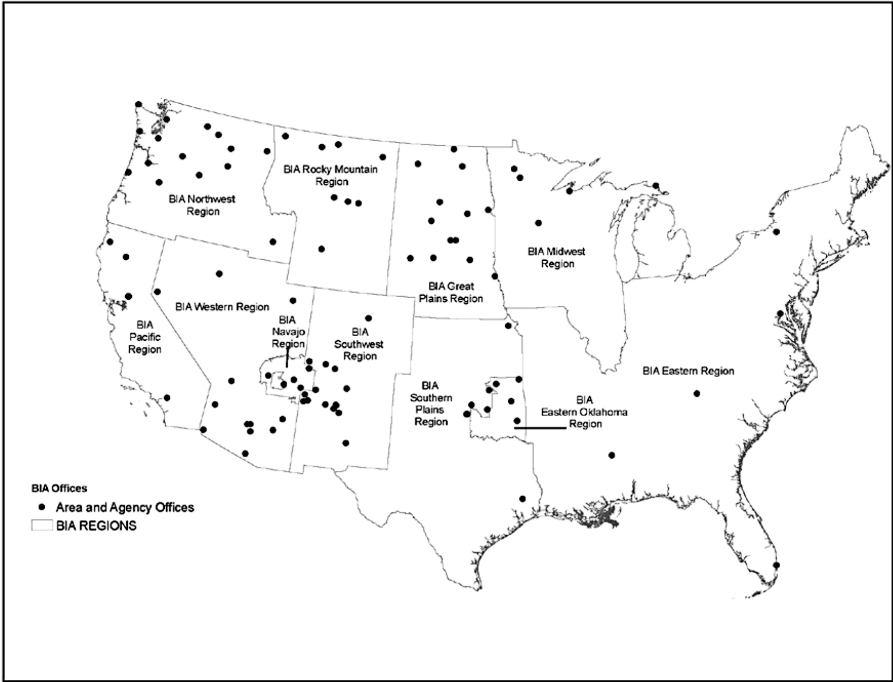 BIA Rocky Mountain
Region
BIA Northwest
Region
BIA Midwest
Region
BIA Great
Plains Region
BIA Western Region
BIA
Navajo
Region
BIA
Southwest
Region
BIA
Pacific
Region
BIA Eastern Region
BIA
Southern
Plains
Region
BIA
Eastern Oklahoma
Region
BIA Offices
Area and Agency Offices
BIA REGIONS